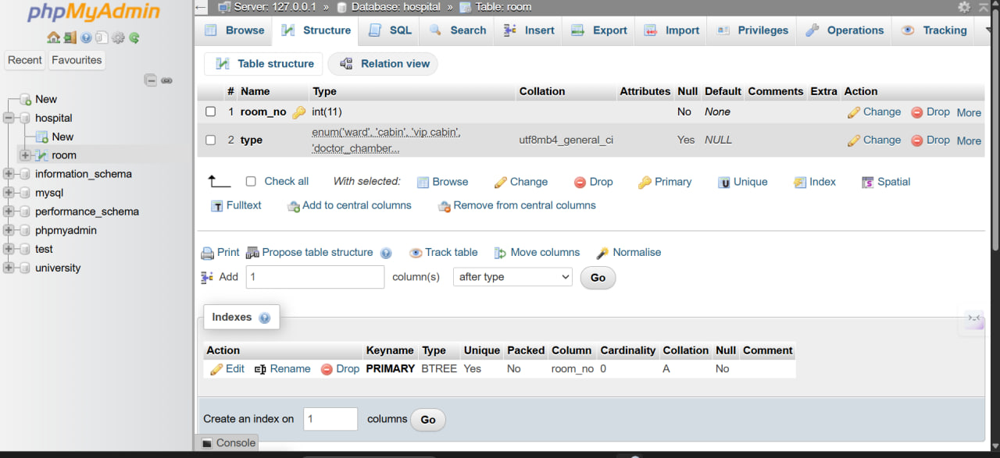 phpMyAdmin
Recent Favourites
New
hospital
New
room
information_schema
mysql
performance_schema
phpmyadmin
test
university
Server: 127.0.0.1 » Database: hospital » Table: room
Browse Structure SQL Search Insert Export Import Privileges Operations Tracking
Table structure Relation view
# Name Type Collation Attributes Null Default Comments Extra Action
1 room_no int(11) No None Change Drop More
2 type enum('ward', 'cabin', 'vip cabin', 'doctor_chamber... utf8mb4_general_ci Yes NULL Change Drop More
Check all With selected: Browse Change Drop Primary Unique Index Spatial
Fulltext Add to central columns Remove from central columns
Print Propose table structure Track table Move columns Normalise
Add 1 column(s) after type Go
Indexes
Action Keyname Type Unique Packed Column Cardinality Collation Null Comment
Edit Rename Drop PRIMARY BTREE Yes No room_no 0 A No
Create an index on 1 columns Go
Console